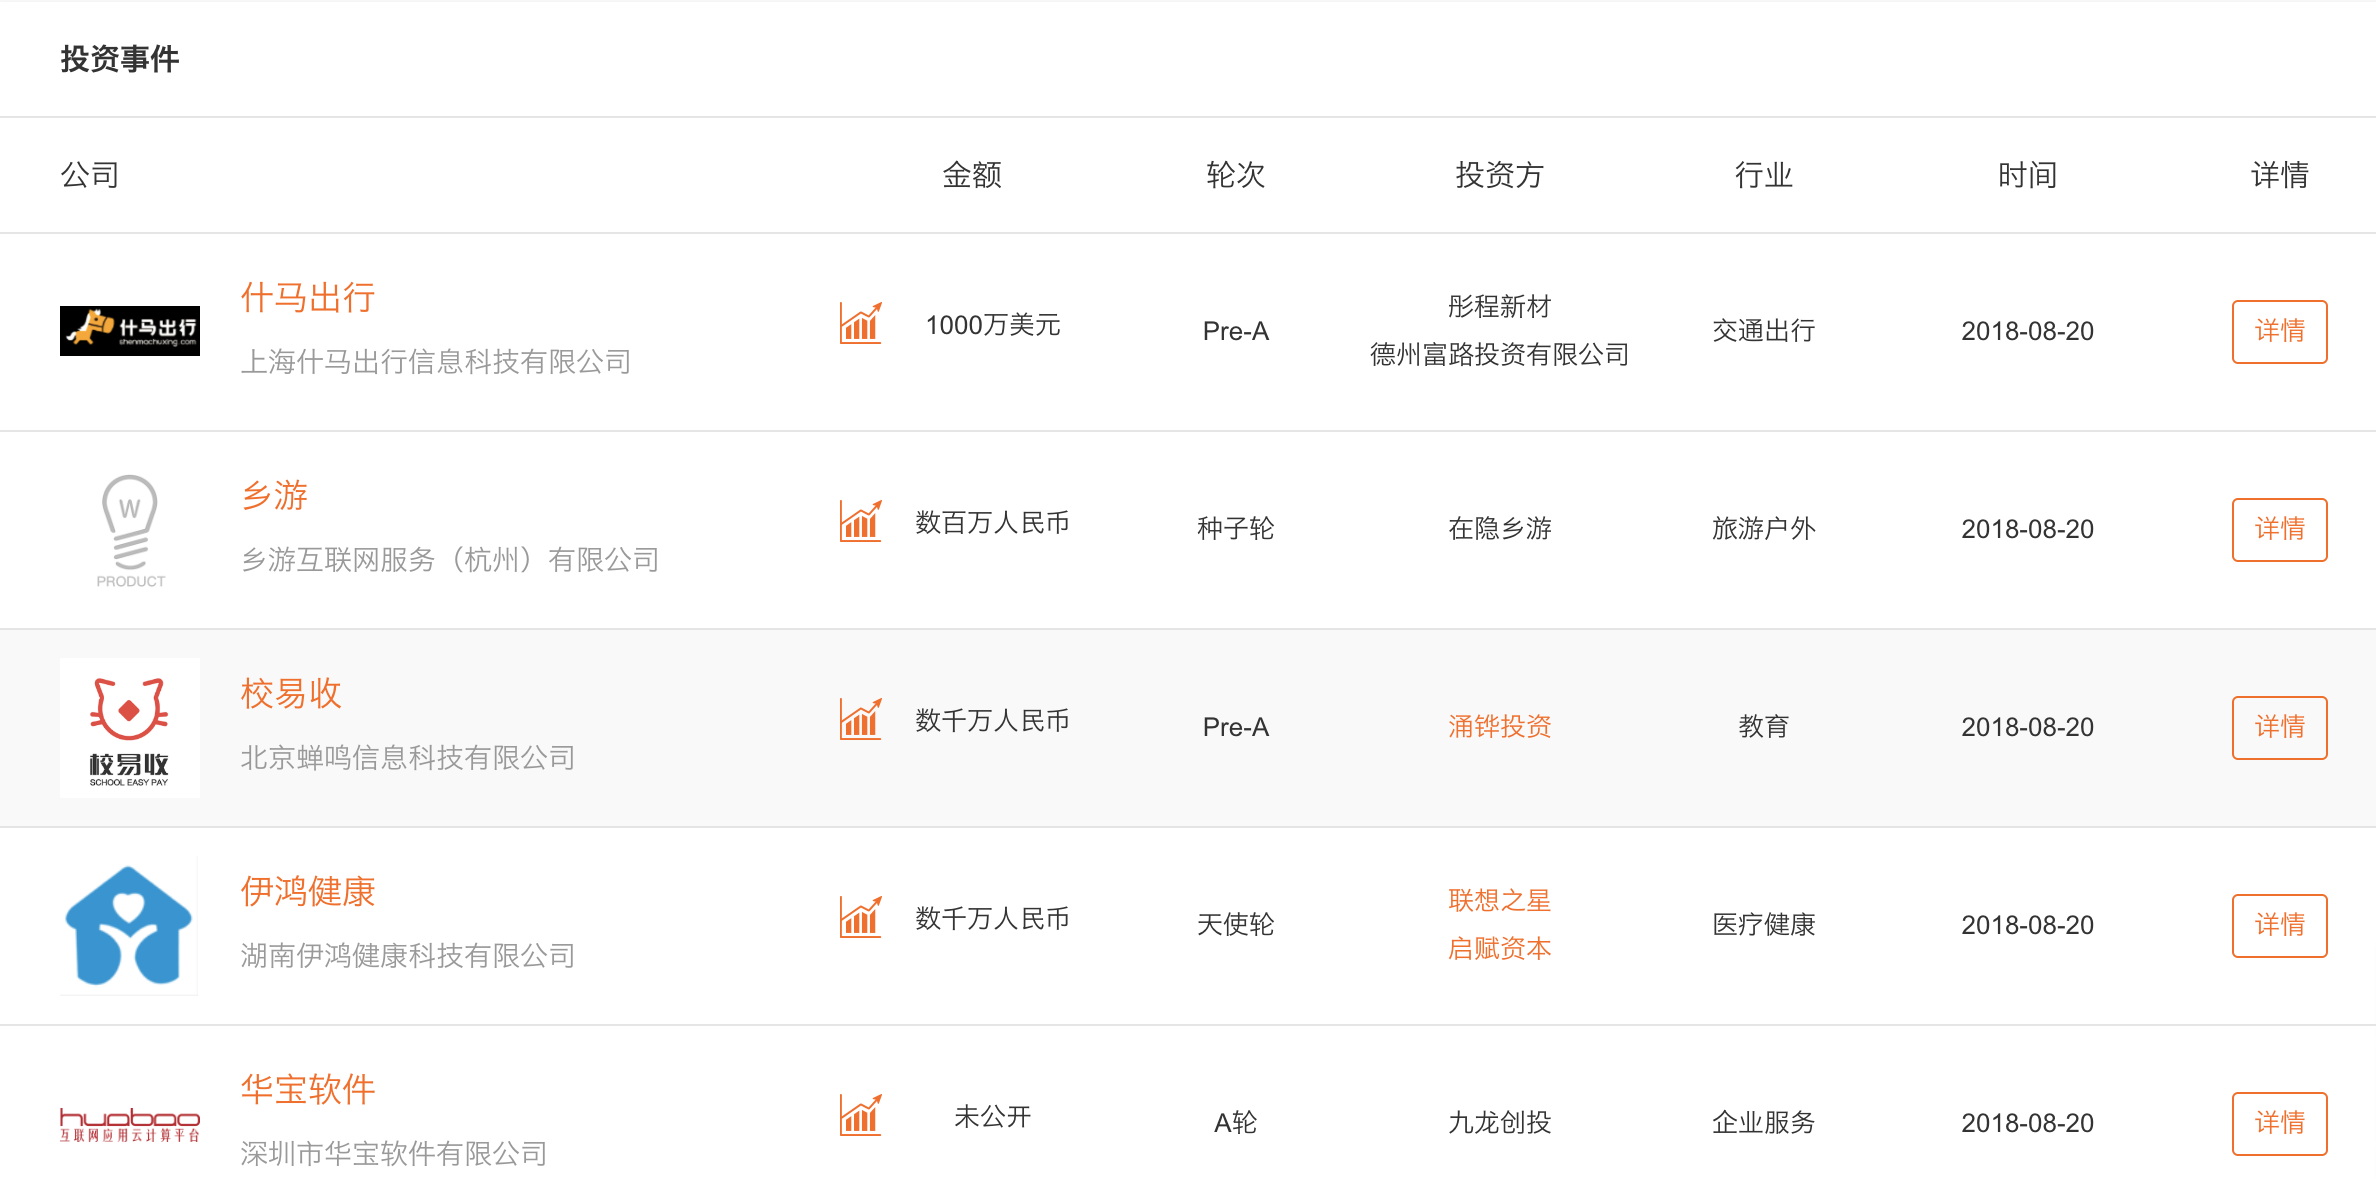 投资事件
公司 金额 轮次 投资方 行业 时间 详情
什马出行
shenmachuxing.com
什马出行
上海什马出行信息科技有限公司
1000万美元
Pre-A
彤程新材
德州富路投资有限公司
交通出行
2018-08-20
详情
W
PRODUCT
乡游
乡游互联网服务（杭州）有限公司
数百万人民币
种子轮
在隐乡游
旅游户外
2018-08-20
详情
校易收
SCHOOL EASY PAY
校易收
北京蝉鸣信息科技有限公司
数千万人民币
Pre-A
涌铧投资
教育
2018-08-20
详情
伊鸿健康
湖南伊鸿健康科技有限公司
数千万人民币
天使轮
联想之星
启赋资本
医疗健康
2018-08-20
详情
huaboo
互联网应用云计算平台
华宝软件
深圳市华宝软件有限公司
未公开
A轮
九龙创投
企业服务
2018-08-20
详情